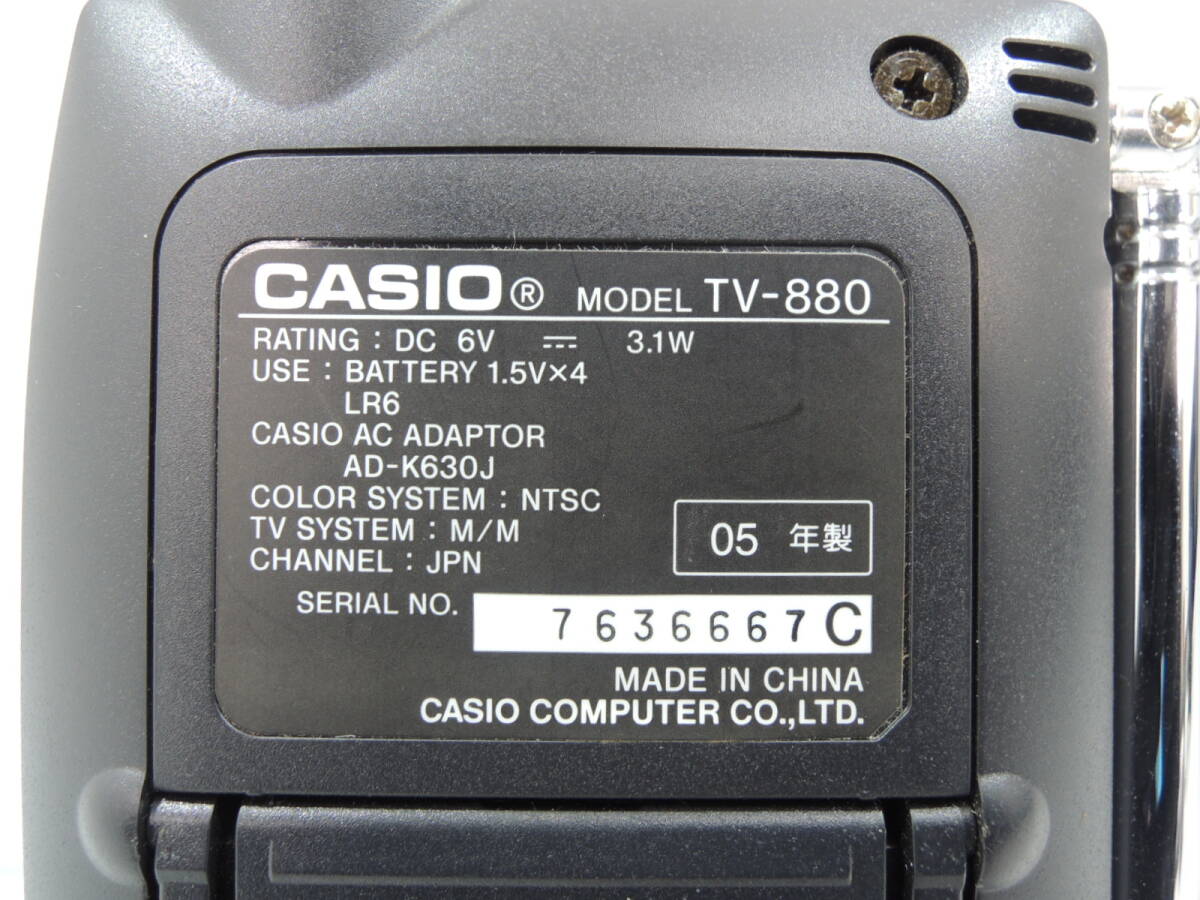 CASIO® MODEL TV-880
RATING : DC 6V ⎓ 3.1W
USE : BATTERY 1.5V×4
LR6
CASIO AC ADAPTOR
AD-K630J
COLOR SYSTEM : NTSC
TV SYSTEM : M/M
CHANNEL : JPN
05 年製
SERIAL NO. 7636667C
MADE IN CHINA
CASIO COMPUTER CO.,LTD.